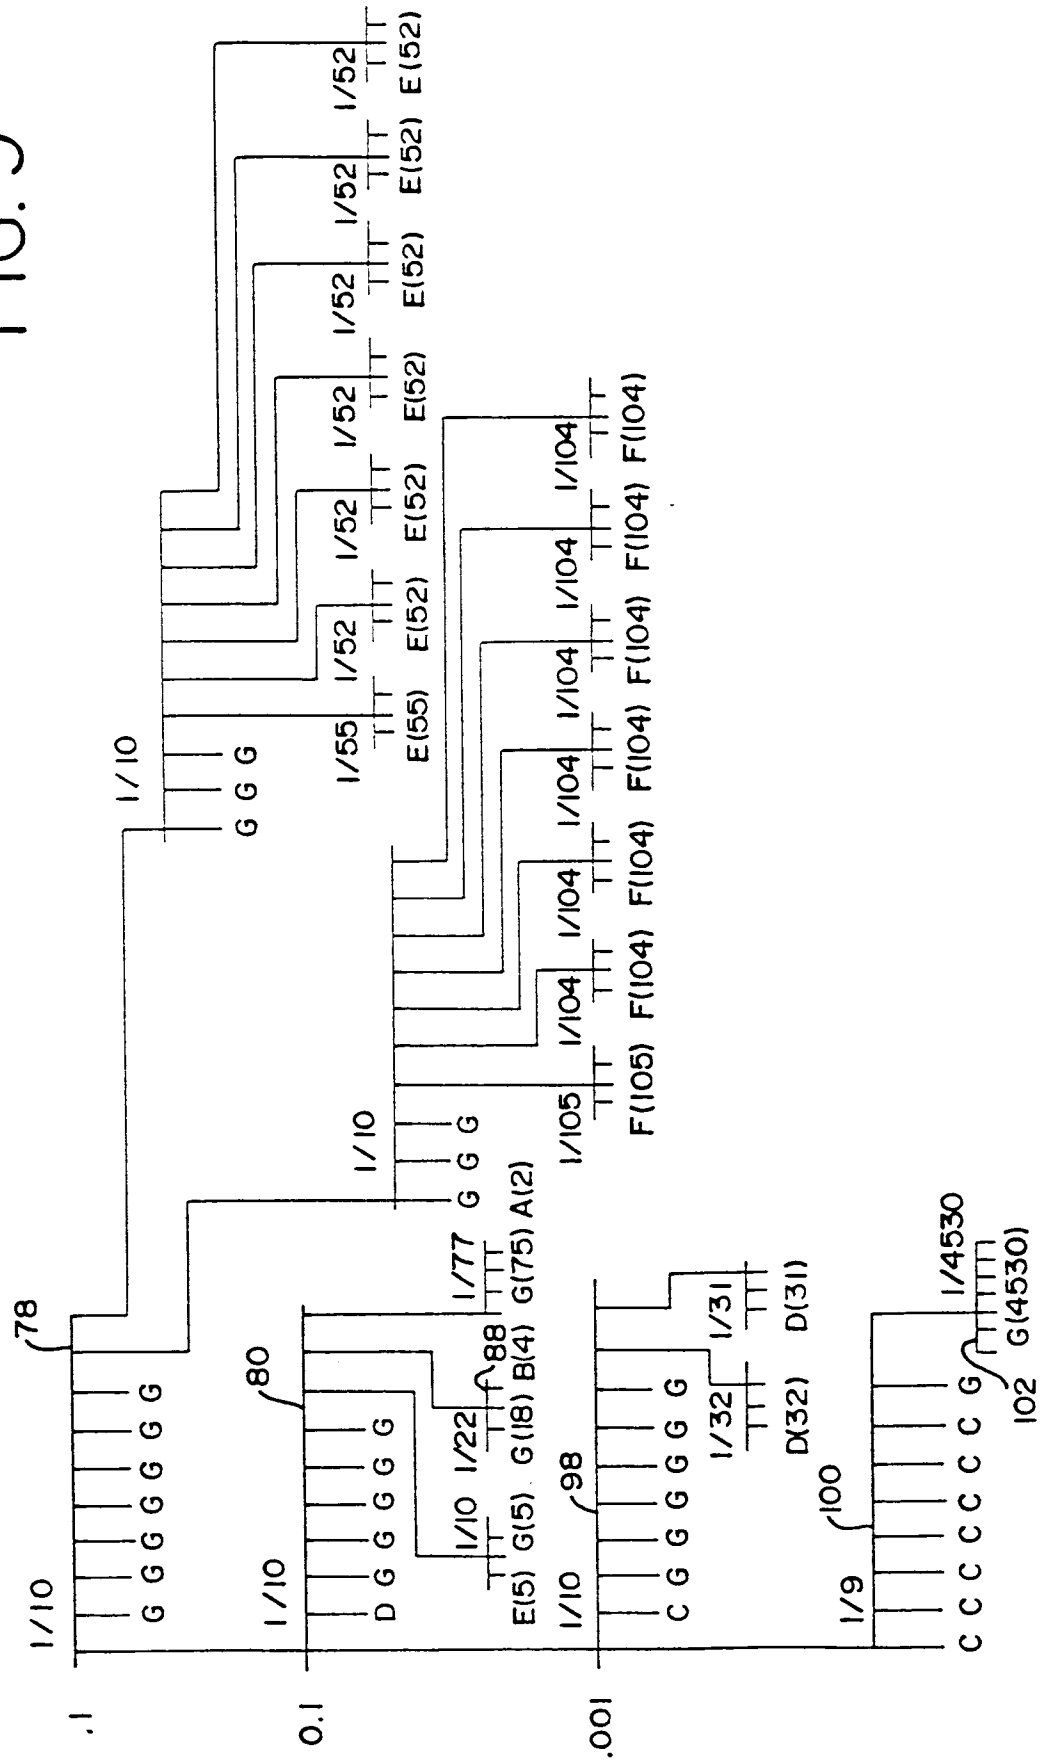 FIG.
78
.1 1/10 1/10
G G G G G G G
G G G
1/55 1/52 1/52 1/52 1/52 1/52 1/52
E(55) E(52) E(52) E(52) E(52) E(52) E(52)
80
0.1 1/10 1/10
D G G G G G
G G G
1/10 1/22 88 1/77
E(5) G(5) G(18) B(4) G(75) A(2)
1/105 1/104 1/104 1/104 1/104 1/104 1/104
F(105) F(104) F(104) F(104) F(104) F(104) F(104)
.001 1/10 98
C G G G G G G
1/32 1/31
D(32) D(31)
1/9 100
C C C C C C C G
1/4530
G(4530)
102